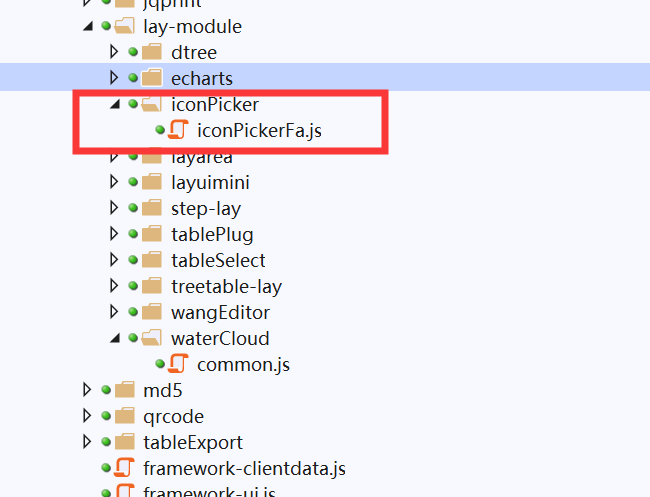 jqprint
lay-module
dtree
echarts
iconPicker
iconPickerFa.js
layarea
layuimini
step-lay
tablePlug
tableSelect
treetable-lay
wangEditor
waterCloud
common.js
md5
qrcode
tableExport
framework-clientdata.js
framework-ui.js